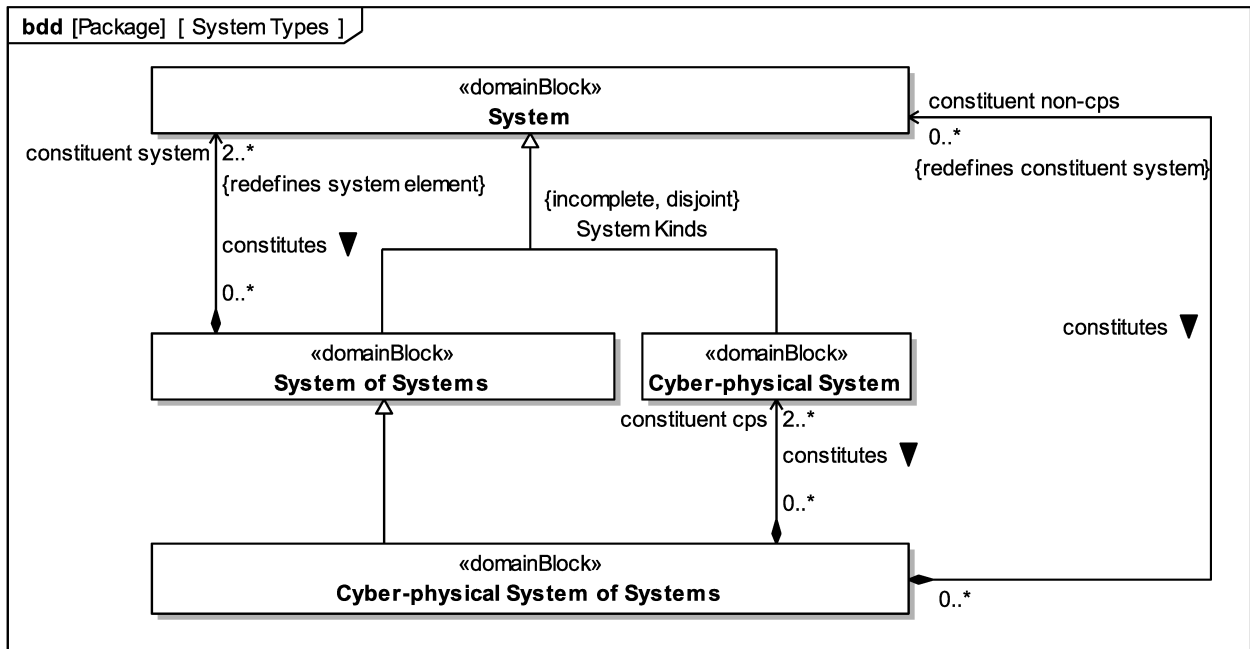 bdd [Package] [ System Types ]
«domainBlock»
System
constituent non-cps
0..*
{redefines constituent system}
constituent system
2..*
{redefines system element}
{incomplete, disjoint}
System Kinds
constitutes
0..*
constitutes
«domainBlock»
System of Systems
«domainBlock»
Cyber-physical System
constituent cps
2..*
constitutes
0..*
«domainBlock»
Cyber-physical System of Systems
0..*